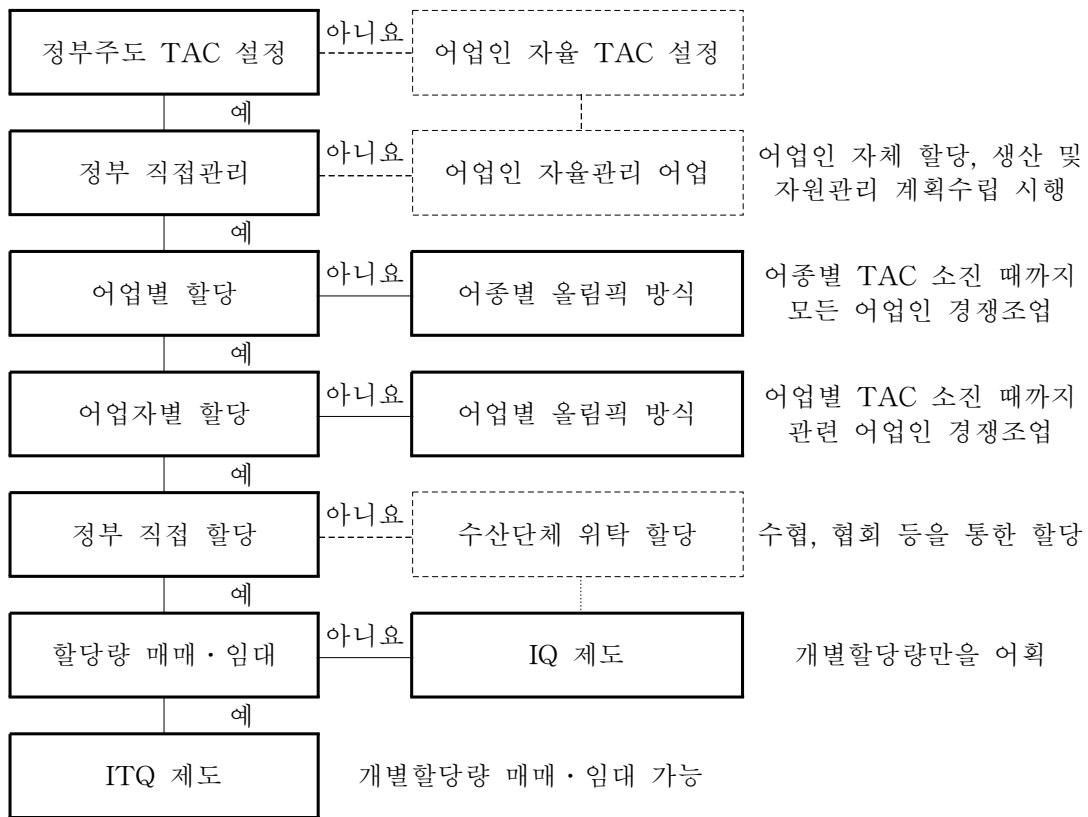 정부주도 TAC 설정
아니요
어업인 자율 TAC 설정
예
정부 직접관리
아니요
어업인 자율관리 어업
어업인 자체 할당, 생산 및
자원관리 계획수립 시행
예
어업별 할당
아니요
어종별 올림픽 방식
어종별 TAC 소진 때까지
모든 어업인 경쟁조업
예
어업자별 할당
아니요
어업별 올림픽 방식
어업별 TAC 소진 때까지
관련 어업인 경쟁조업
예
정부 직접 할당
아니요
수산단체 위탁 할당
수협, 협회 등을 통한 할당
예
할당량 매매·임대
아니요
IQ 제도
개별할당량만을 어획
예
ITQ 제도
개별할당량 매매·임대 가능